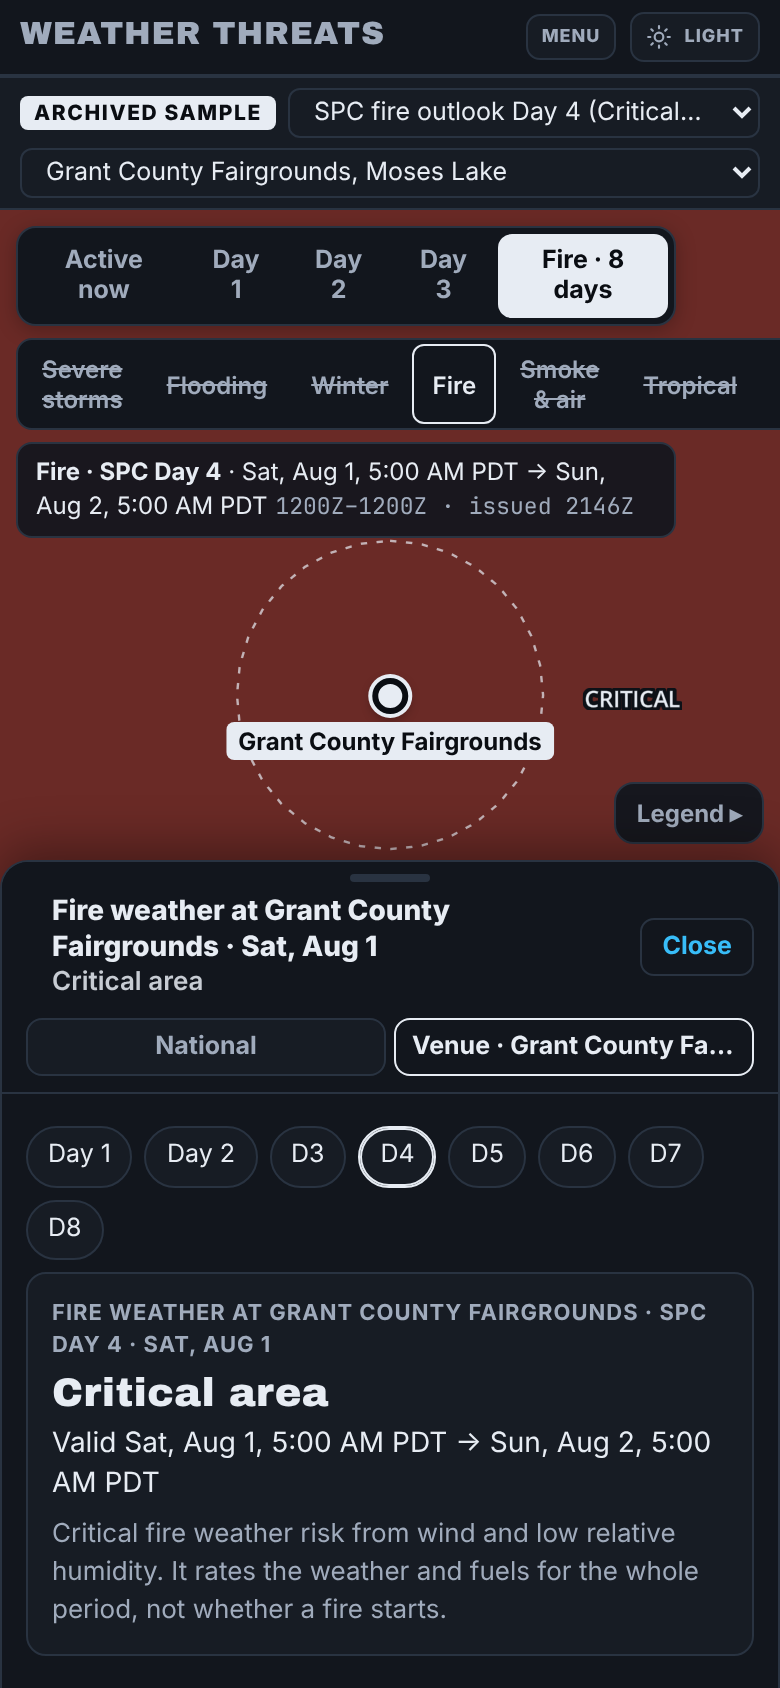 WEATHER THREATS
MENU
LIGHT
ARCHIVED SAMPLE
SPC fire outlook Day 4 (Critical...
Grant County Fairgrounds, Moses Lake
Active now
Day 1
Day 2
Day 3
Fire · 8 days
Severe storms
Flooding
Winter
Fire
Smoke & air
Tropical
Fire · SPC Day 4 · Sat, Aug 1, 5:00 AM PDT → Sun,
Aug 2, 5:00 AM PDT 1200Z–1200Z · issued 2146Z
CRITICAL
Grant County Fairgrounds
Legend ▸
Fire weather at Grant County
Fairgrounds · Sat, Aug 1
Critical area
Close
National
Venue · Grant County Fa...
Day 1
Day 2
D3
D4
D5
D6
D7
D8
FIRE WEATHER AT GRANT COUNTY FAIRGROUNDS · SPC
DAY 4 · SAT, AUG 1
Critical area
Valid Sat, Aug 1, 5:00 AM PDT → Sun, Aug 2, 5:00
AM PDT
Critical fire weather risk from wind and low relative
humidity. It rates the weather and fuels for the whole
period, not whether a fire starts.